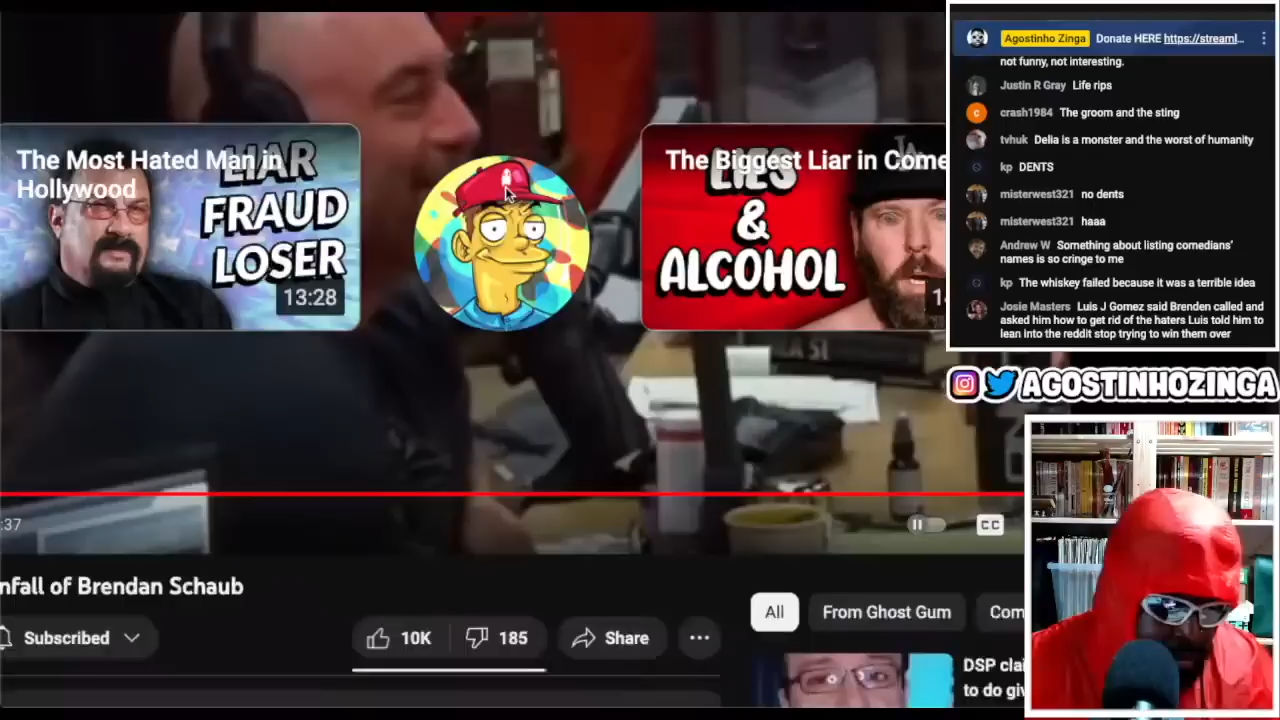 The Most Hated Man in
Hollywood
LIAR
FRAUD
LOSER
13:28
The Biggest Liar in Come
LIES
&
ALCOHOL
LA
1
:37
CC
nfall of Brendan Schaub
Subscribed
10K
185
Share
All
From Ghost Gum
Com
DSP clai
to do giv
Agostinho Zinga Donate HERE https://streaml...
not funny, not interesting.
Justin R Gray Life rips
c crash1984 The groom and the sting
tvhuk Delia is a monster and the worst of humanity
kp DENTS
misterwest321 no dents
misterwest321 haaa
Andrew W Something about listing comedians'
names is so cringe to me
kp The whiskey failed because it was a terrible idea
Josie Masters Luis J Gomez said Brenden called and
asked him how to get rid of the haters Luis told him to
lean into the reddit stop trying to win them over
AGOSTINHOZINGA